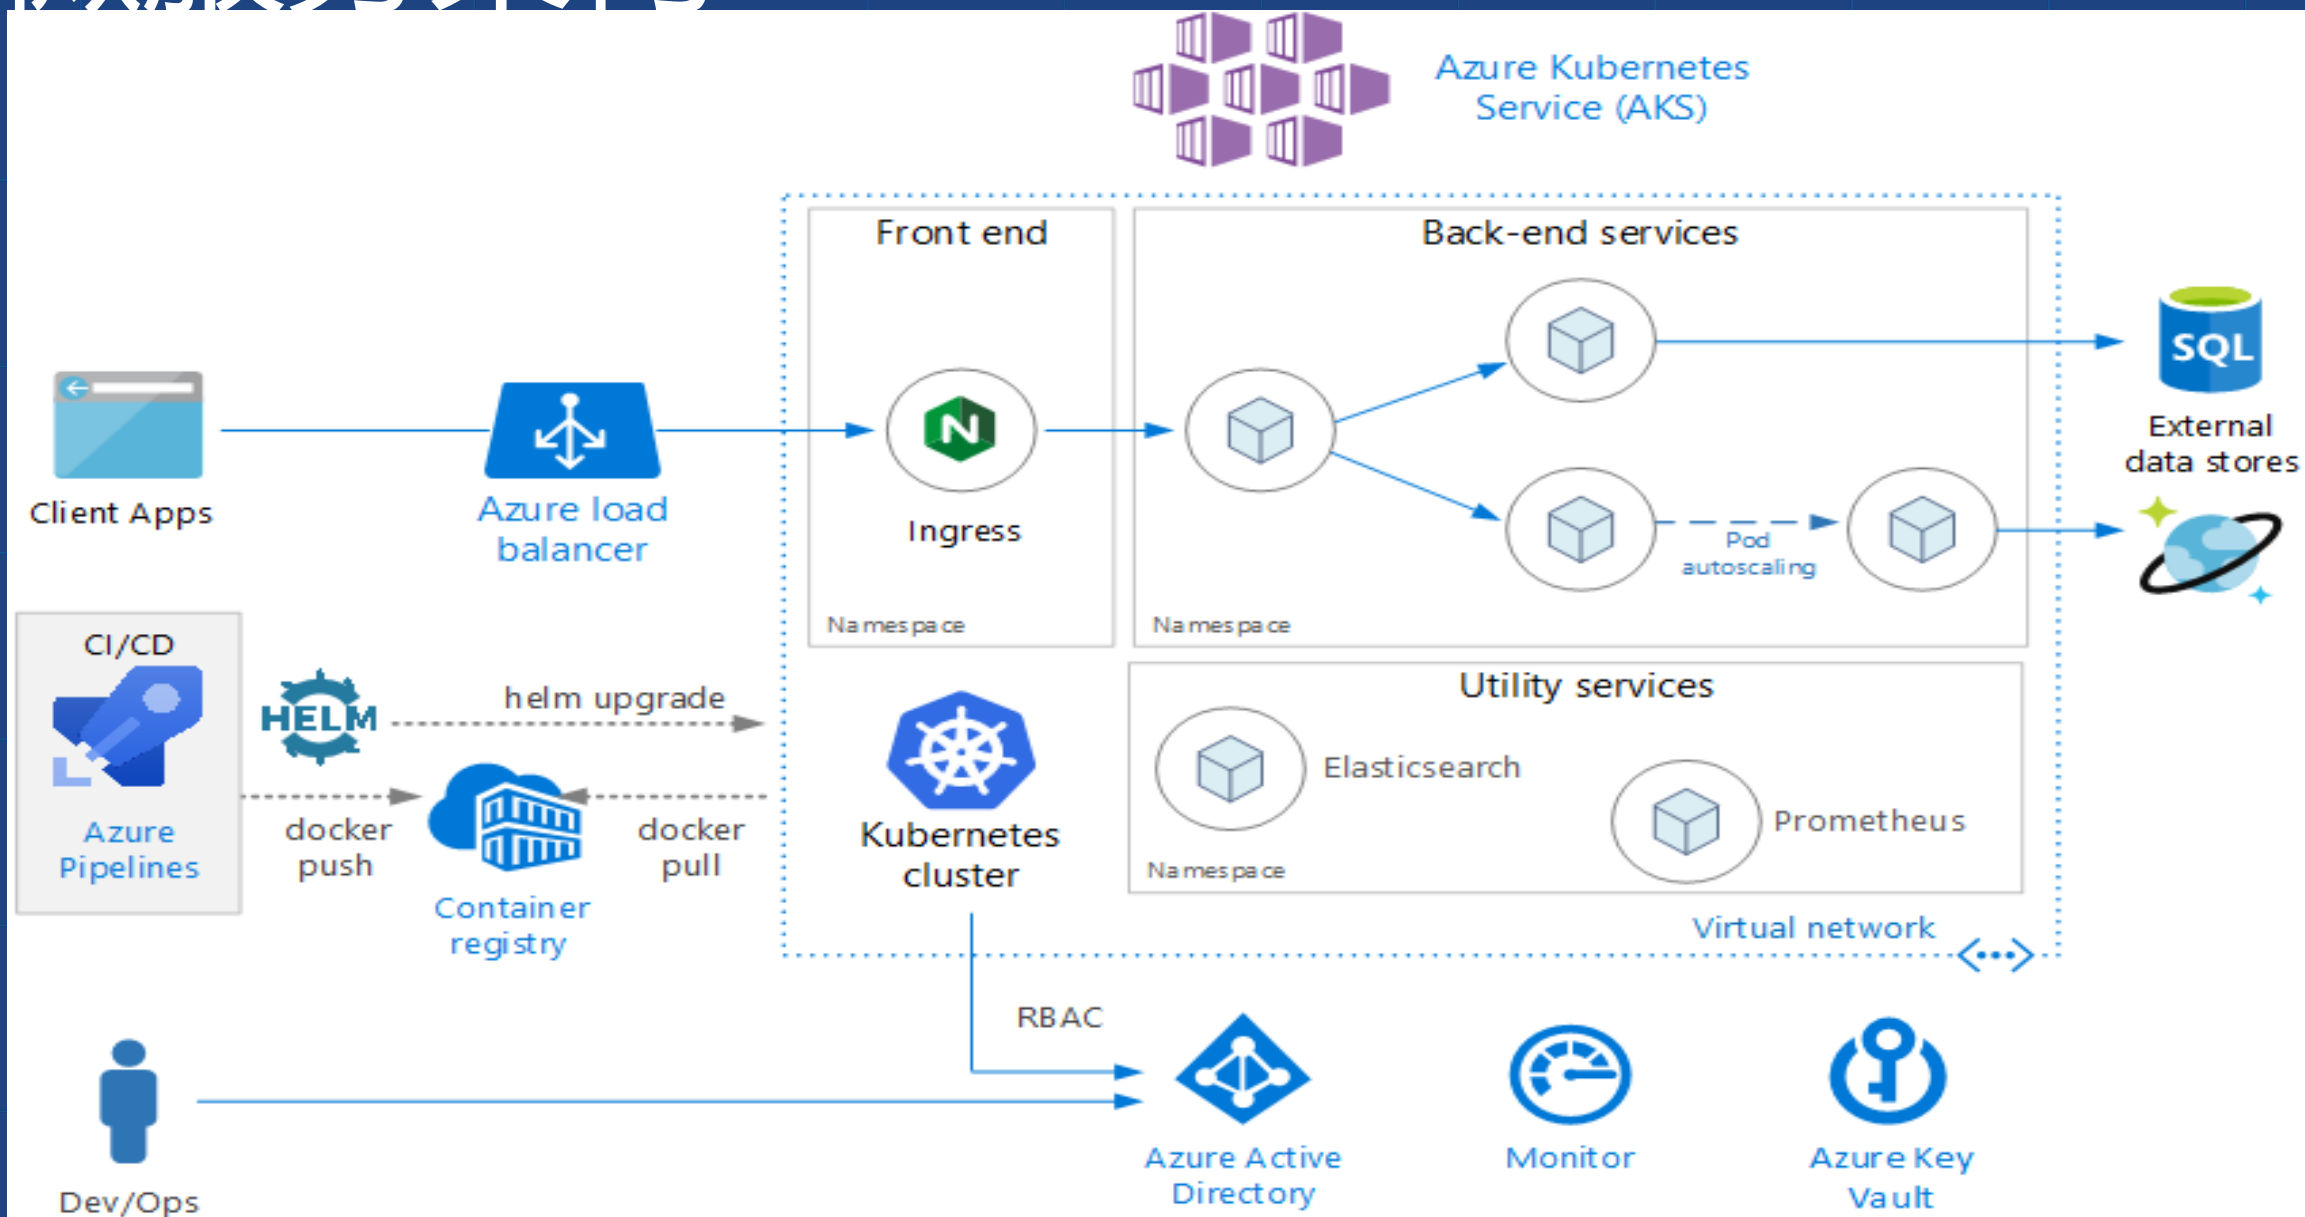 Azure Kubernetes
Service (AKS)
Front end
Back-end services
SQL
External
data stores
Client Apps
Azure load
balancer
Ingress
Pod
autoscaling
Namespace
Namespace
CI/CD
HELM
helm upgrade
Utility services
Elasticsearch
Prometheus
Azure
Pipelines
docker
push
docker
pull
Kubernetes
cluster
Namespace
Container
registry
Virtual network
RBAC
Dev/Ops
Azure Active
Directory
Monitor
Azure Key
Vault